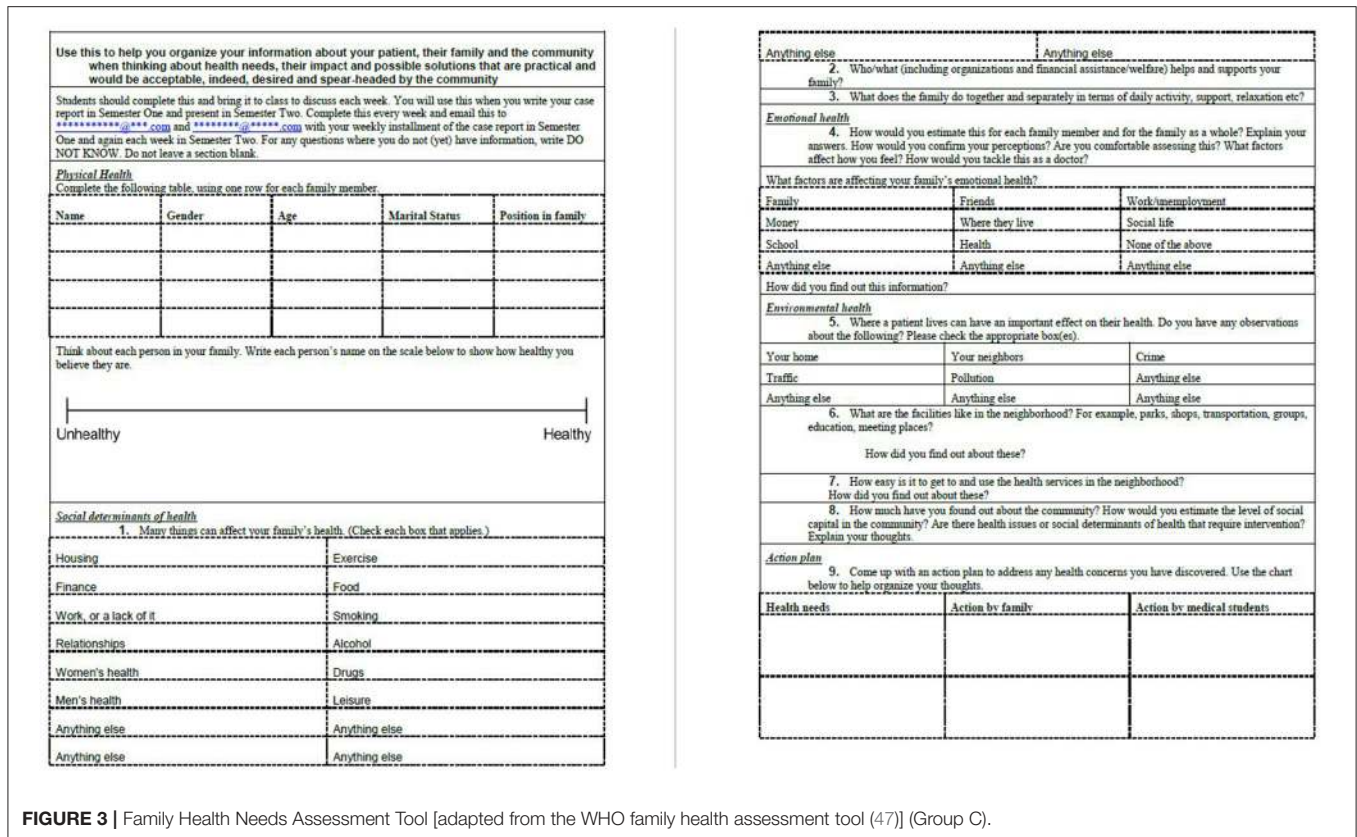 Use this to help you organize your information about your patient, their family and the community
when thinking about health needs, their impact and possible solutions that are practical and
would be acceptable, indeed, desired and spear-headed by the community
Students should complete this and bring it to class to discuss each week. You will use this when you write your case
report in Semester One and present in Semester Two. Complete this every week and email this to
***********@***.com and ********@*****.com with your weekly installment of the case report in Semester
One and again each week in Semester Two. For any questions where you do not (yet) have information, write DO
NOT KNOW. Do not leave a section blank.
Physical Health
Complete the following table, using one row for each family member.
Name Gender Age Marital Status Position in family
Think about each person in your family. Write each person's name on the scale below to show how healthy you
believe they are.
Unhealthy Healthy
Social determinants of health
1. Many things can affect your family's health. (Check each box that applies.)
Housing Exercise
Finance Food
Work, or a lack of it Smoking
Relationships Alcohol
Women's health Drugs
Men's health Leisure
Anything else Anything else
Anything else Anything else
Anything else Anything else
2. Who/what (including organizations and financial assistance/welfare) helps and supports your
family?
3. What does the family do together and separately in terms of daily activity, support, relaxation etc?
Emotional health
4. How would you estimate this for each family member and for the family as a whole? Explain your
answers. How would you confirm your perceptions? Are you comfortable assessing this? What factors
affect how you feel? How would you tackle this as a doctor?
What factors are affecting your family's emotional health?
Family Friends Work/unemployment
Money Where they live Social life
School Health None of the above
Anything else Anything else Anything else
How did you find out this information?
Environmental health
5. Where a patient lives can have an important effect on their health. Do you have any observations
about the following? Please check the appropriate box(es).
Your home Your neighbors Crime
Traffic Pollution Anything else
Anything else Anything else Anything else
6. What are the facilities like in the neighborhood? For example, parks, shops, transportation, groups,
education, meeting places?
How did you find out about these?
7. How easy is it to get to and use the health services in the neighborhood?
How did you find out about these?
8. How much have you found out about the community? How would you estimate the level of social
capital in the community? Are there health issues or social determinants of health that require intervention?
Explain your thoughts.
Action plan
9. Come up with an action plan to address any health concerns you have discovered. Use the chart
below to help organize your thoughts.
Health needs Action by family Action by medical students
FIGURE 3 | Family Health Needs Assessment Tool [adapted from the WHO family health assessment tool (47)] (Group C).